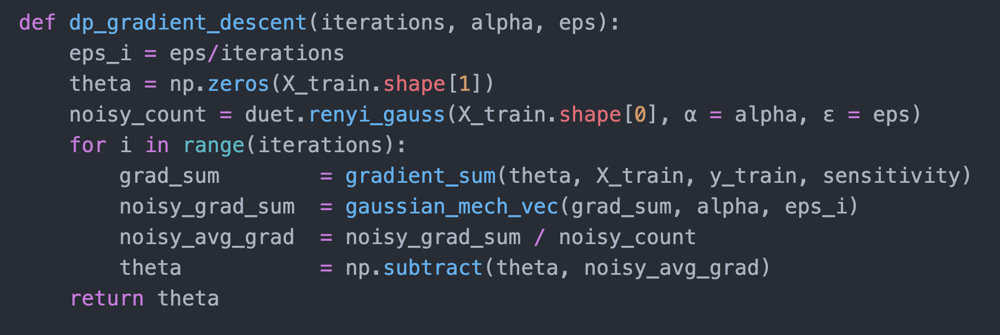 def dp_gradient_descent(iterations, alpha, eps):
    eps_i = eps/iterations
    theta = np.zeros(X_train.shape[1])
    noisy_count = duet.renyi_gauss(X_train.shape[0], α = alpha, ε = eps)
    for i in range(iterations):
        grad_sum        = gradient_sum(theta, X_train, y_train, sensitivity)
        noisy_grad_sum  = gaussian_mech_vec(grad_sum, alpha, eps_i)
        noisy_avg_grad  = noisy_grad_sum / noisy_count
        theta           = np.subtract(theta, noisy_avg_grad)
    return theta